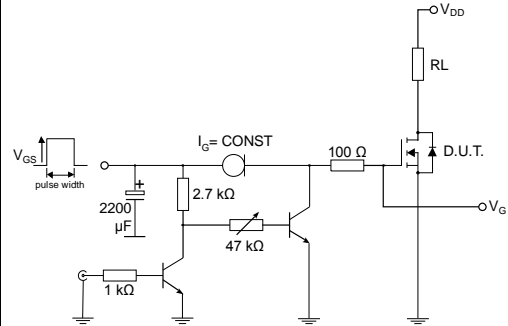 V_DD
RL
I_G= CONST
100 Ω
V_GS
pulse width
D.U.T.
2200
µF
2.7 kΩ
47 kΩ
V_G
1 kΩ